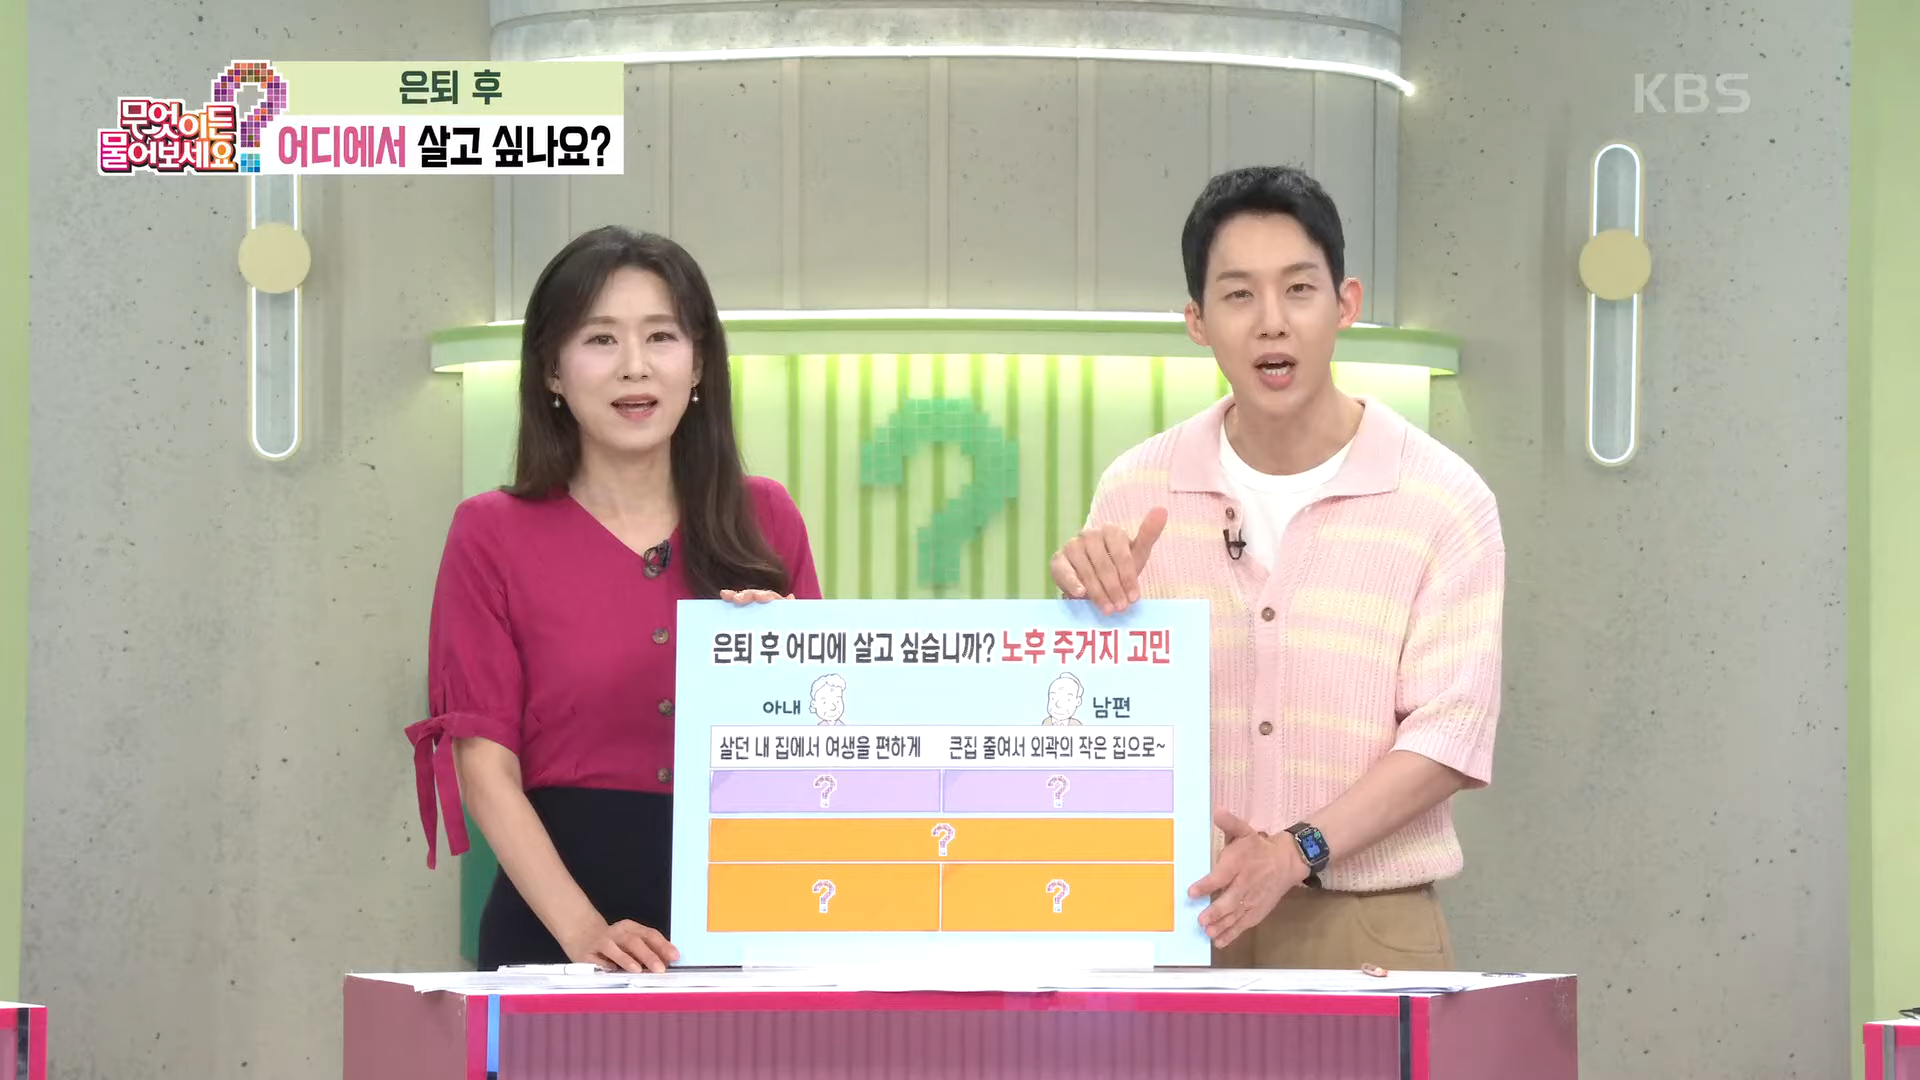 무엇이든
물어보세요
은퇴 후
어디에서 살고 싶나요?
KBS
은퇴 후 어디에 살고 싶습니까? 노후 주거지 고민
아내
남편
살던 내 집에서 여생을 편하게
큰집 줄여서 외곽의 작은 집으로~
?
?
?
?
?